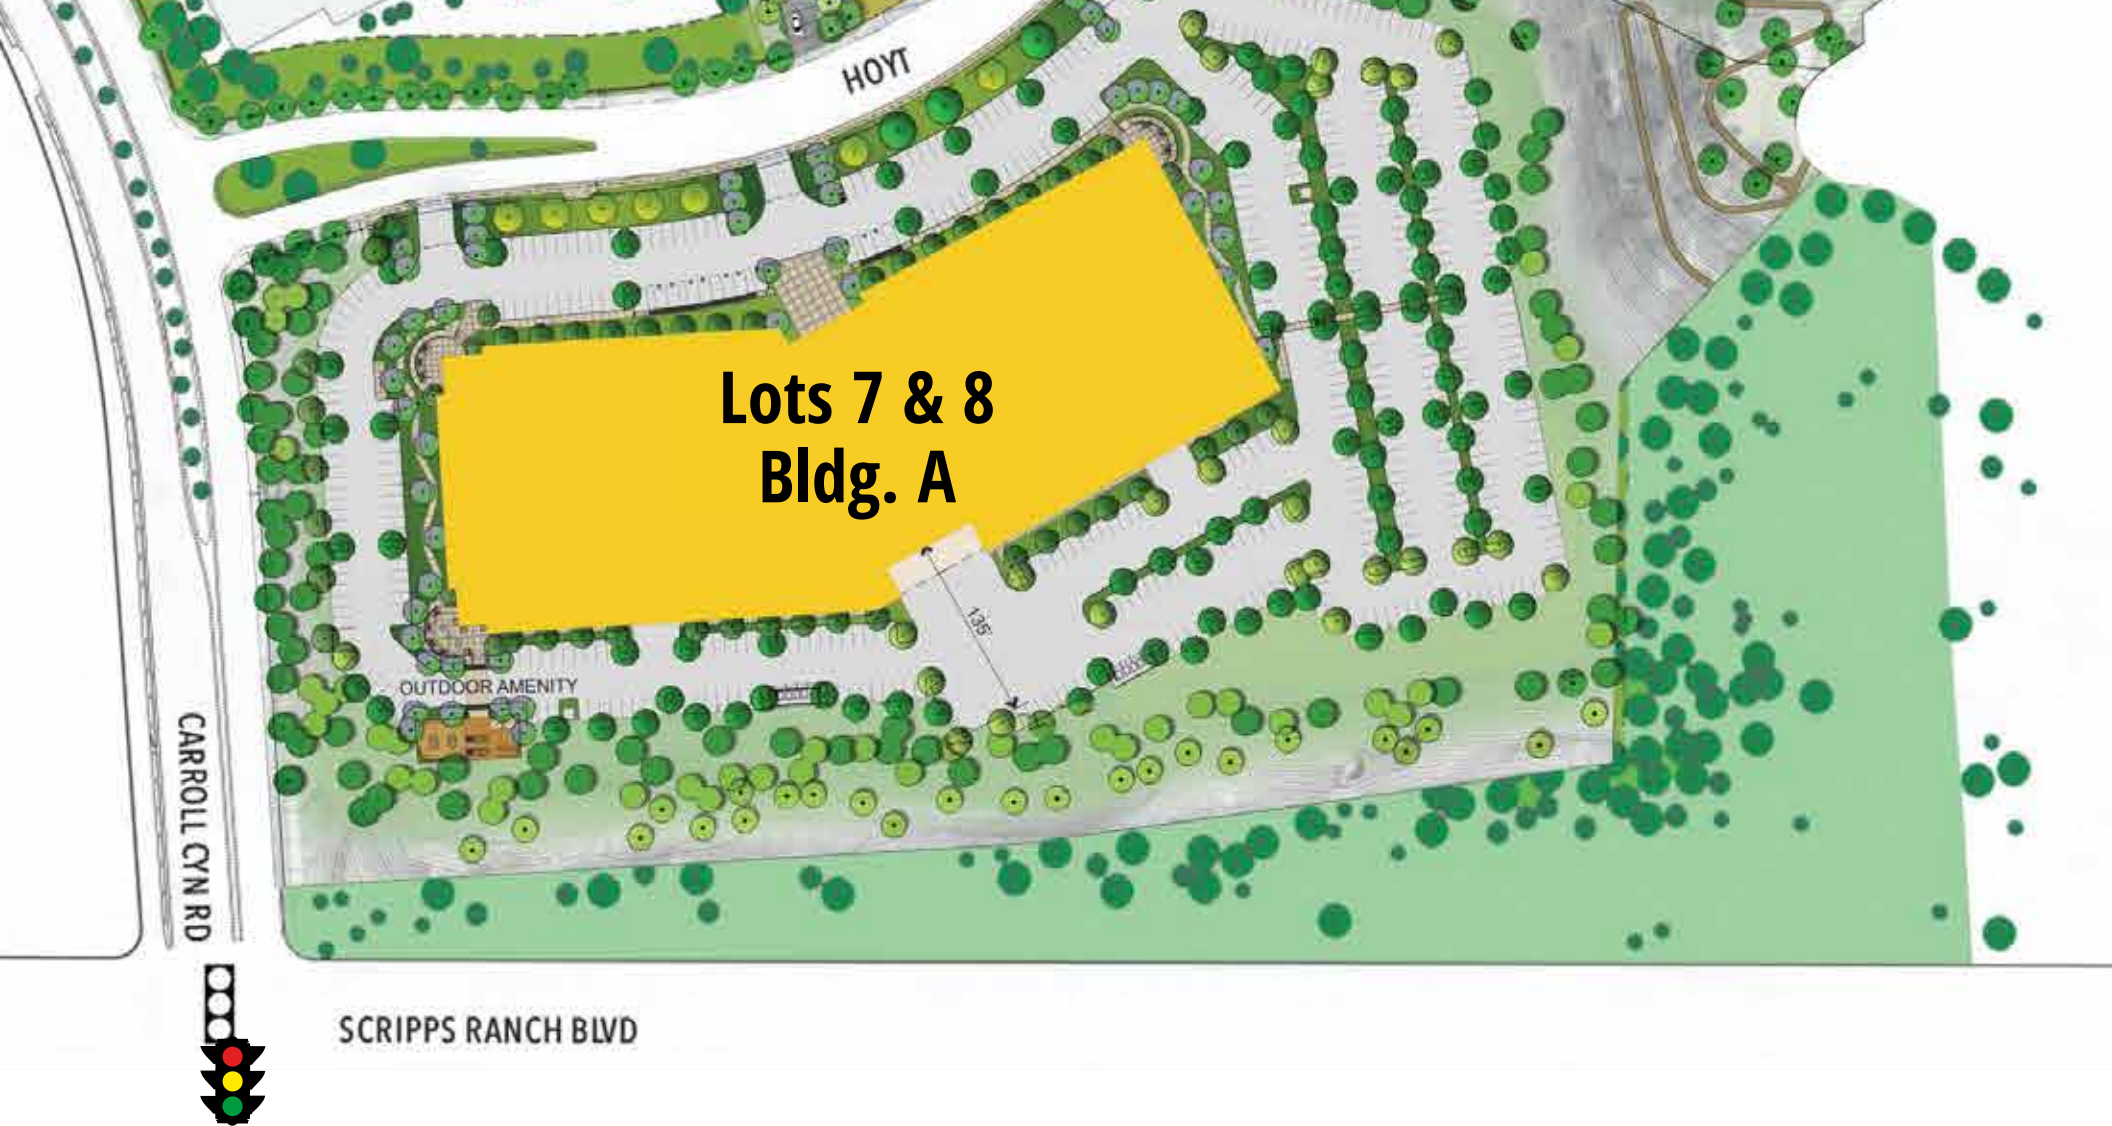 HOYT
Lots 7 & 8
Bldg. A
135'
OUTDOOR AMENITY
CARROLL CYN RD
SCRIPPS RANCH BLVD